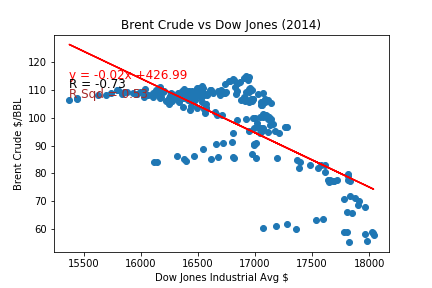 Brent Crude vs Dow Jones (2014)
y = -0.02x +426.99
R = -0.73
R Sqd =
Brent Crude $/BBL
120
110
100
90
80
70
60
15500 16000 16500 17000 17500 18000
Dow Jones Industrial Avg $